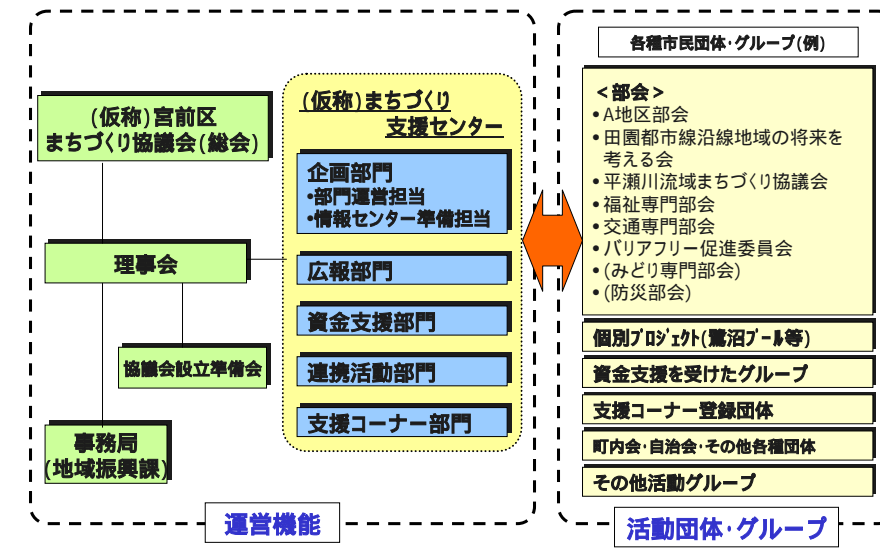 (仮称)宮前区
まちづくり協議会(総会)
理事会
協議会設立準備会
事務局
(地域振興課)
(仮称)まちづくり
支援センター
企画部門
•部門運営担当
•情報センター準備担当
広報部門
資金支援部門
連携活動部門
支援コーナー部門
運営機能
各種市民団体・グループ(例)
<部会>
•A地区部会
•田園都市線沿線地域の将来を
考える会
•平瀬川流域まちづくり協議会
•福祉専門部会
•交通専門部会
•バリアフリー促進委員会
•(みどり専門部会)
•(防災部会)
個別プロジェクト(鷺沼プール等)
資金支援を受けたグループ
支援コーナー登録団体
町内会・自治会・その他各種団体
その他活動グループ
活動団体・グループ